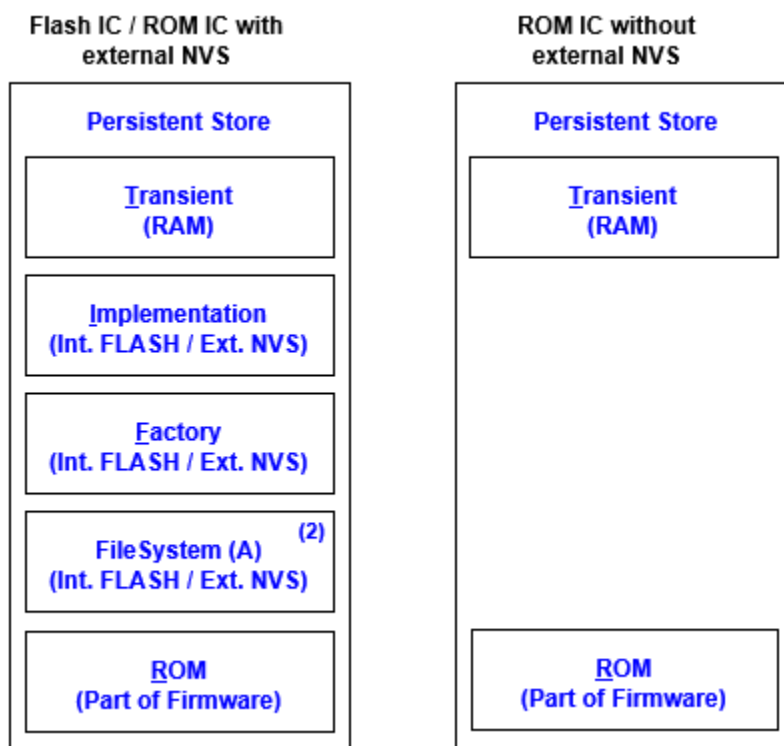 Flash IC / ROM IC with
external NVS
Persistent Store
Transient
(RAM)
Implementation
(Int. FLASH / Ext. NVS)
Factory
(Int. FLASH / Ext. NVS)
FileSystem (A) (2)
(Int. FLASH / Ext. NVS)
ROM
(Part of Firmware)
ROM IC without
external NVS
Persistent Store
Transient
(RAM)
ROM
(Part of Firmware)